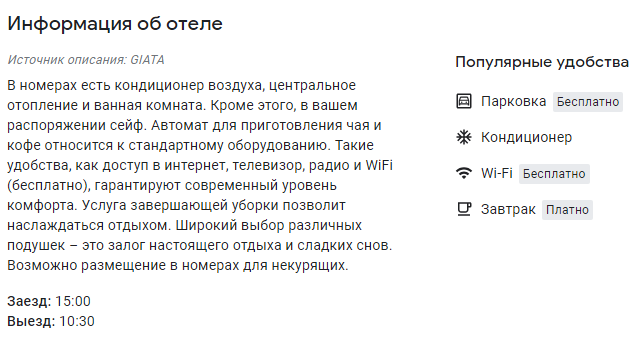 Информация об отеле
Источник описания: GIATA
В номерах есть кондиционер воздуха, центральное
отопление и ванная комната. Кроме этого, в вашем
распоряжении сейф. Автомат для приготовления чая и
кофе относится к стандартному оборудованию. Такие
удобства, как доступ в интернет, телевизор, радио и WiFi
(бесплатно), гарантируют современный уровень
комфорта. Услуга завершающей уборки позволит
наслаждаться отдыхом. Широкий выбор различных
подушек – это залог настоящего отдыха и сладких снов.
Возможно размещение в номерах для некурящих.
Заезд: 15:00
Выезд: 10:30
Популярные удобства
Парковка Бесплатно
Кондиционер
Wi-Fi Бесплатно
Завтрак Платно